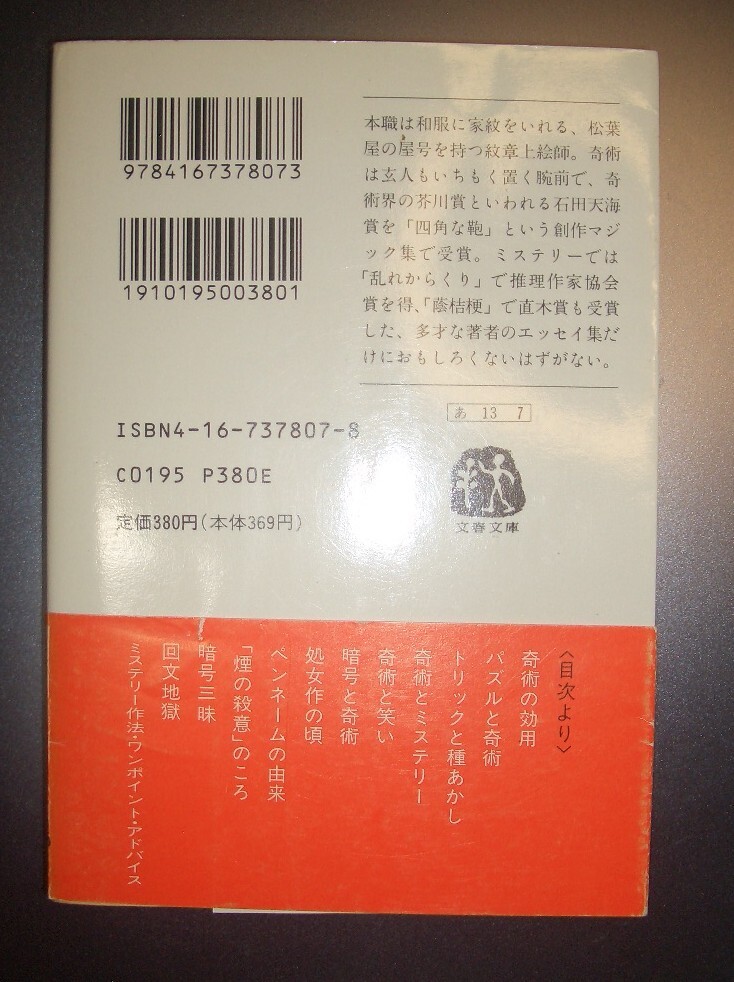 9784167378073
1910195003801
本職は和服に家紋をいれる、松葉
屋の屋号を持つ紋章上絵師。奇術
は玄人もいちもく置く腕前で、奇
術界の芥川賞といわれる石田天海
賞を「四角な鞄」という創作マジ
ック集で受賞。ミステリーでは
「乱れからくり」で推理作家協会
賞を得、「蔭桔梗」で直木賞も受賞
した、多才な著者のエッセイ集だ
けにおもしろくないはずがない。
あ 13 7
文春文庫
ISBN4-16-737807-8
C0195 P380E
定価380円(本体369円)
〈目次より〉
奇術の効用
パズルと奇術
トリックと種あかし
奇術とミステリー
奇術と笑い
暗号と奇術
処女作の頃
ペンネームの由来
「煙の殺意」のころ
暗号三昧
回文地獄
ミステリー作法・ワンポイント・アドバイス